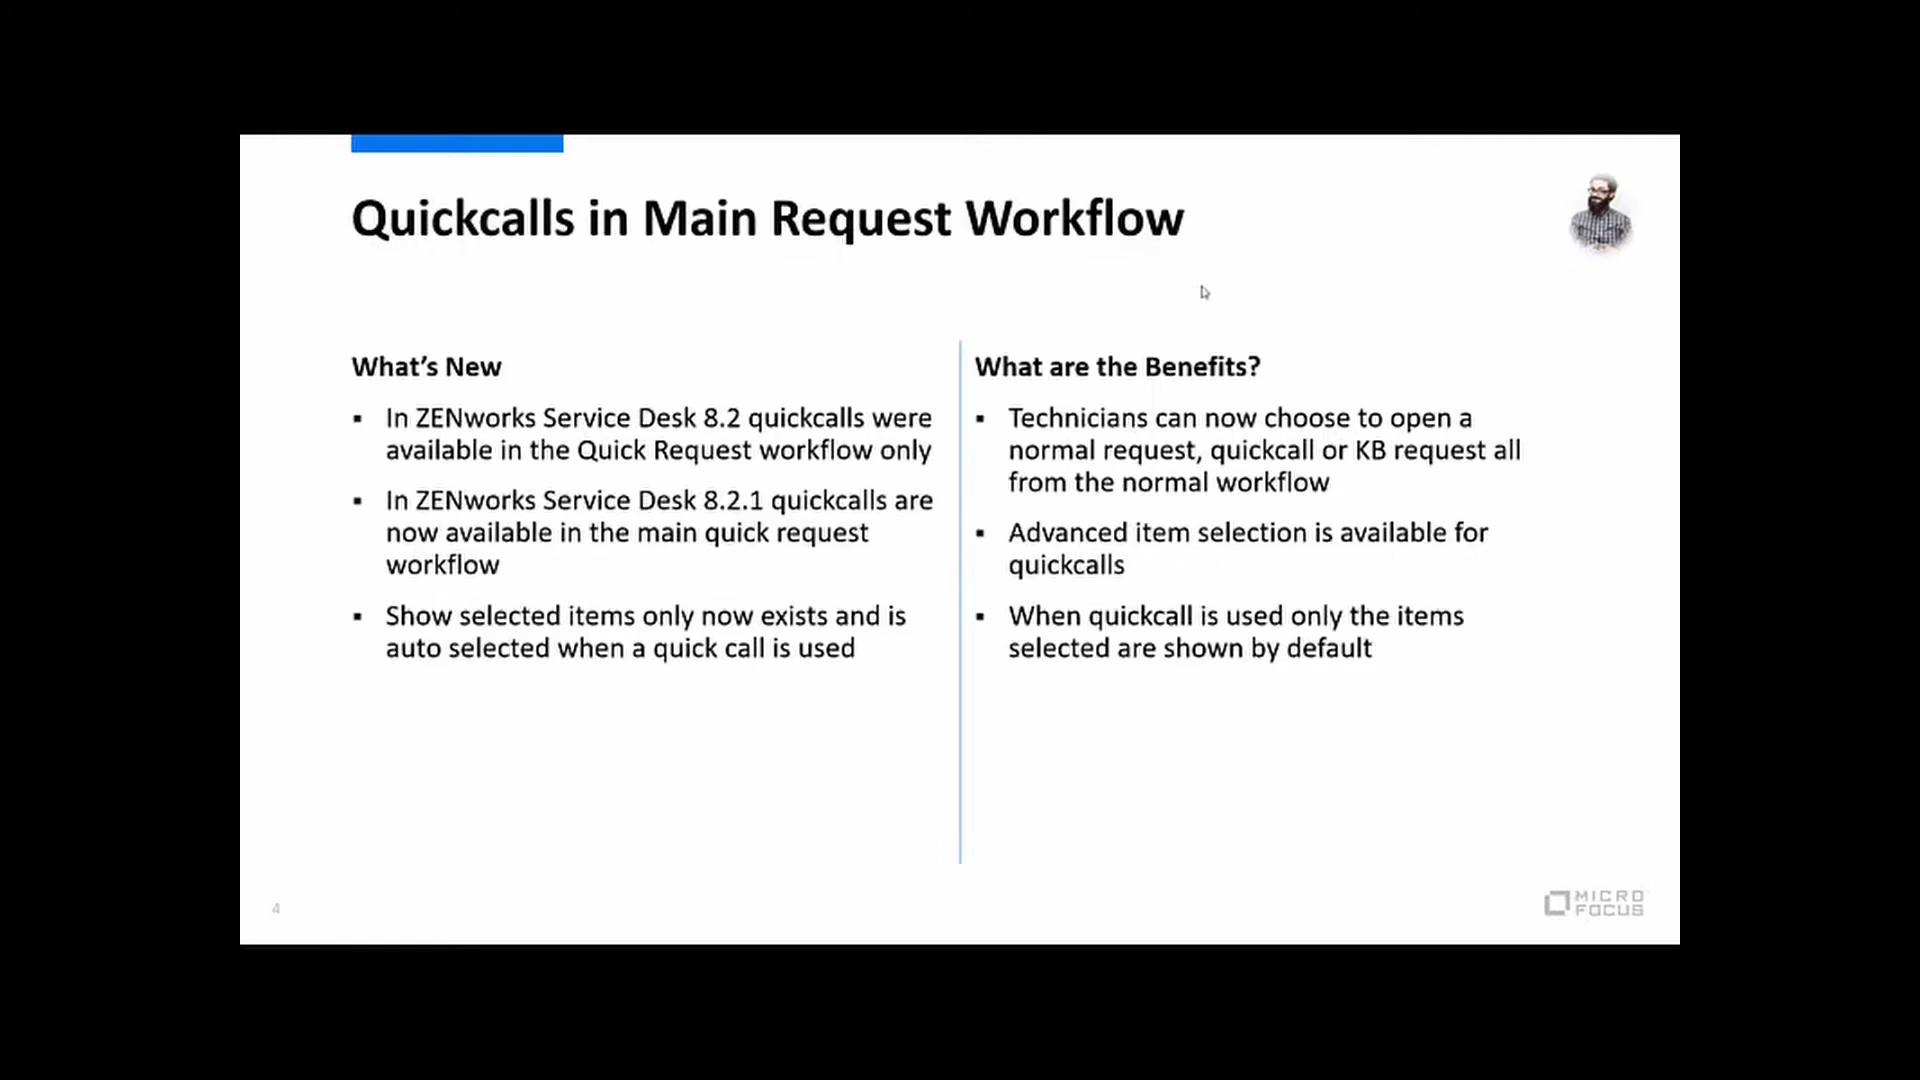 Quickcalls in Main Request Workflow
What's New
▪ In ZENworks Service Desk 8.2 quickcalls were
available in the Quick Request workflow only
▪ In ZENworks Service Desk 8.2.1 quickcalls are
now available in the main quick request
workflow
▪ Show selected items only now exists and is
auto selected when a quick call is used
What are the Benefits?
▪ Technicians can now choose to open a
normal request, quickcall or KB request all
from the normal workflow
▪ Advanced item selection is available for
quickcalls
▪ When quickcall is used only the items
selected are shown by default
4
MICRO
FOCUS